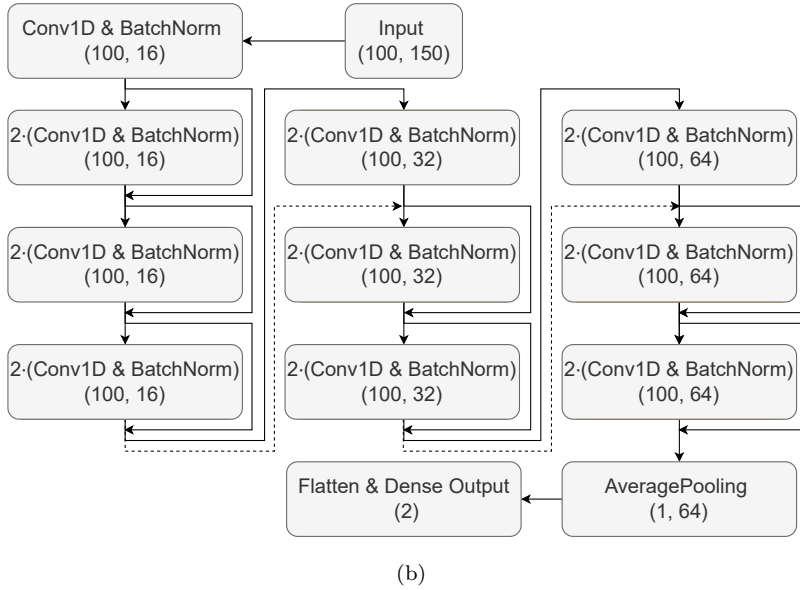 Conv1D & BatchNorm
(100, 16)
Input
(100, 150)
2·(Conv1D & BatchNorm)
(100, 16)
2·(Conv1D & BatchNorm)
(100, 16)
2·(Conv1D & BatchNorm)
(100, 16)
2·(Conv1D & BatchNorm)
(100, 32)
2·(Conv1D & BatchNorm)
(100, 32)
2·(Conv1D & BatchNorm)
(100, 32)
2·(Conv1D & BatchNorm)
(100, 64)
2·(Conv1D & BatchNorm)
(100, 64)
2·(Conv1D & BatchNorm)
(100, 64)
AveragePooling
(1, 64)
Flatten & Dense Output
(2)
(b)